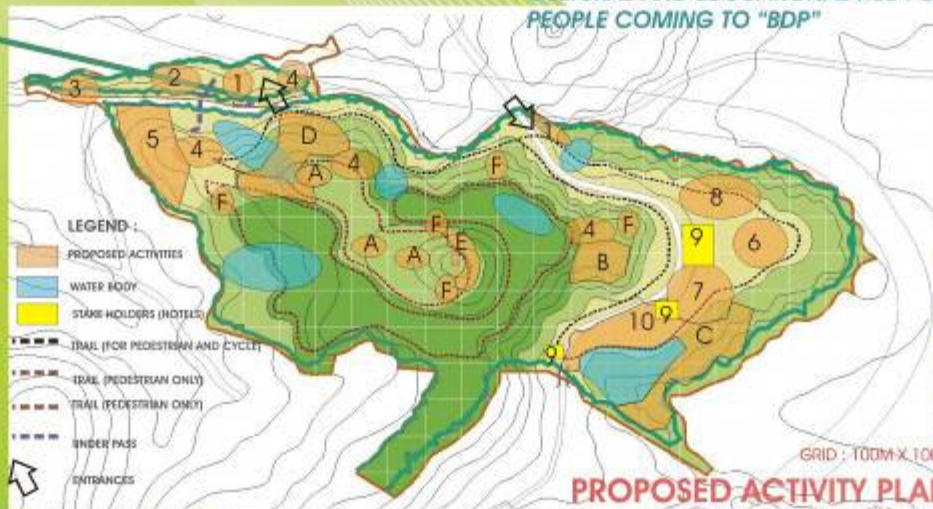 PEOPLE COMING TO "BDP"
3
2
1
4
5
4
D
A
4
F
F
8
F
4
F
9
6
A
A
E
B
F
7
9
10
C
9
LEGEND :
PROPOSED ACTIVITIES
WATER BODY
STAKE HOLDERS (HOTELS)
TRAIL (FOR PEDESTRIAN AND CYCLE)
TRAIL (PEDESTRIAN ONLY)
TRAIL (PEDESTRIAN ONLY)
UNDER PASS
ENTRANCES
GRID : 100M X 10
PROPOSED ACTIVITY PLA